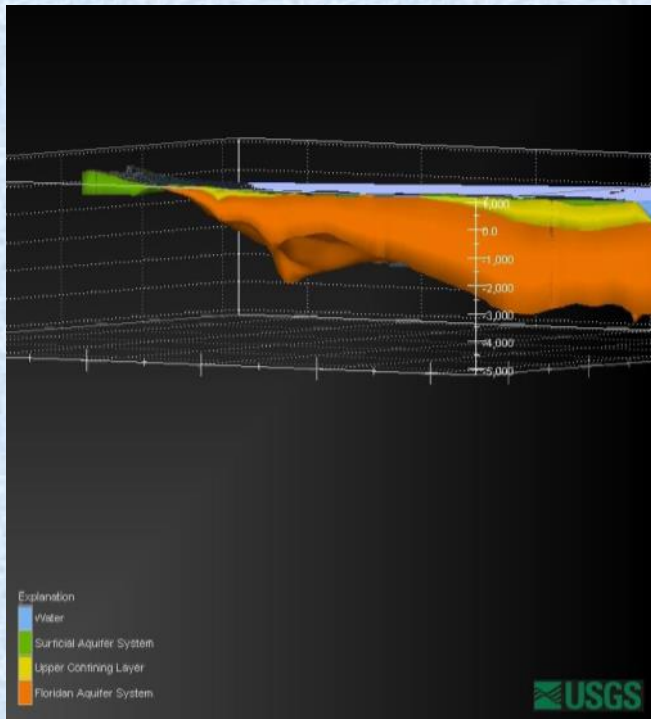 1,000
0.0
-1,000
-2,000
-3,000
-4,000
-5,000
Explanation
Water
Surficial Aquifer System
Upper Confining Layer
Floridan Aquifer System
USGS